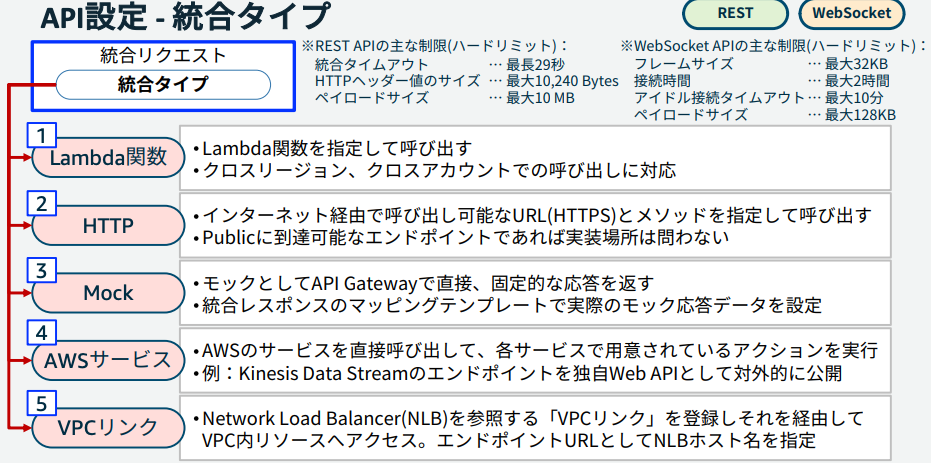 API設定 - 統合タイプ
REST
WebSocket
統合リクエスト
統合タイプ
※REST APIの主な制限(ハードリミット)：
統合タイムアウト … 最長29秒
HTTPヘッダー値のサイズ … 最大10,240 Bytes
ペイロードサイズ … 最大10 MB
※WebSocket APIの主な制限(ハードリミット)：
フレームサイズ … 最大32KB
接続時間 … 最大2時間
アイドル接続タイムアウト … 最大10分
ペイロードサイズ … 最大128KB
1
Lambda関数
•Lambda関数を指定して呼び出す
•クロスリージョン、クロスアカウントでの呼び出しに対応
2
HTTP
•インターネット経由で呼び出し可能なURL(HTTPS)とメソッドを指定して呼び出す
•Publicに到達可能なエンドポイントであれば実装場所は問わない
3
Mock
•モックとしてAPI Gatewayで直接、固定的な応答を返す
•統合レスポンスのマッピングテンプレートで実際のモック応答データを設定
4
AWSサービス
•AWSのサービスを直接呼び出して、各サービスで用意されているアクションを実行
•例：Kinesis Data Streamのエンドポイントを独自Web APIとして対外的に公開
5
VPCリンク
•Network Load Balancer(NLB)を参照する「VPCリンク」を登録しそれを経由して
VPC内リソースへアクセス。エンドポイントURLとしてNLBホスト名を指定